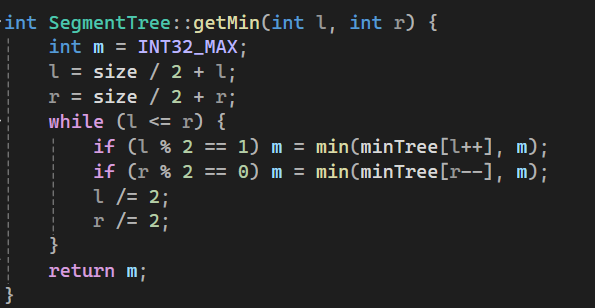 int SegmentTree::getMin(int l, int r) {
    int m = INT32_MAX;
    l = size / 2 + l;
    r = size / 2 + r;
    while (l <= r) {
        if (l % 2 == 1) m = min(minTree[l++], m);
        if (r % 2 == 0) m = min(minTree[r--], m);
        l /= 2;
        r /= 2;
    }
    return m;
}